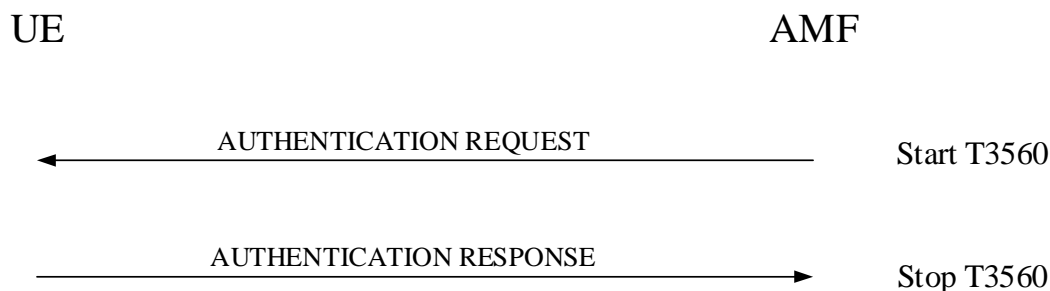 UE AMF
AUTHENTICATION REQUEST Start T3560
AUTHENTICATION RESPONSE Stop T3560